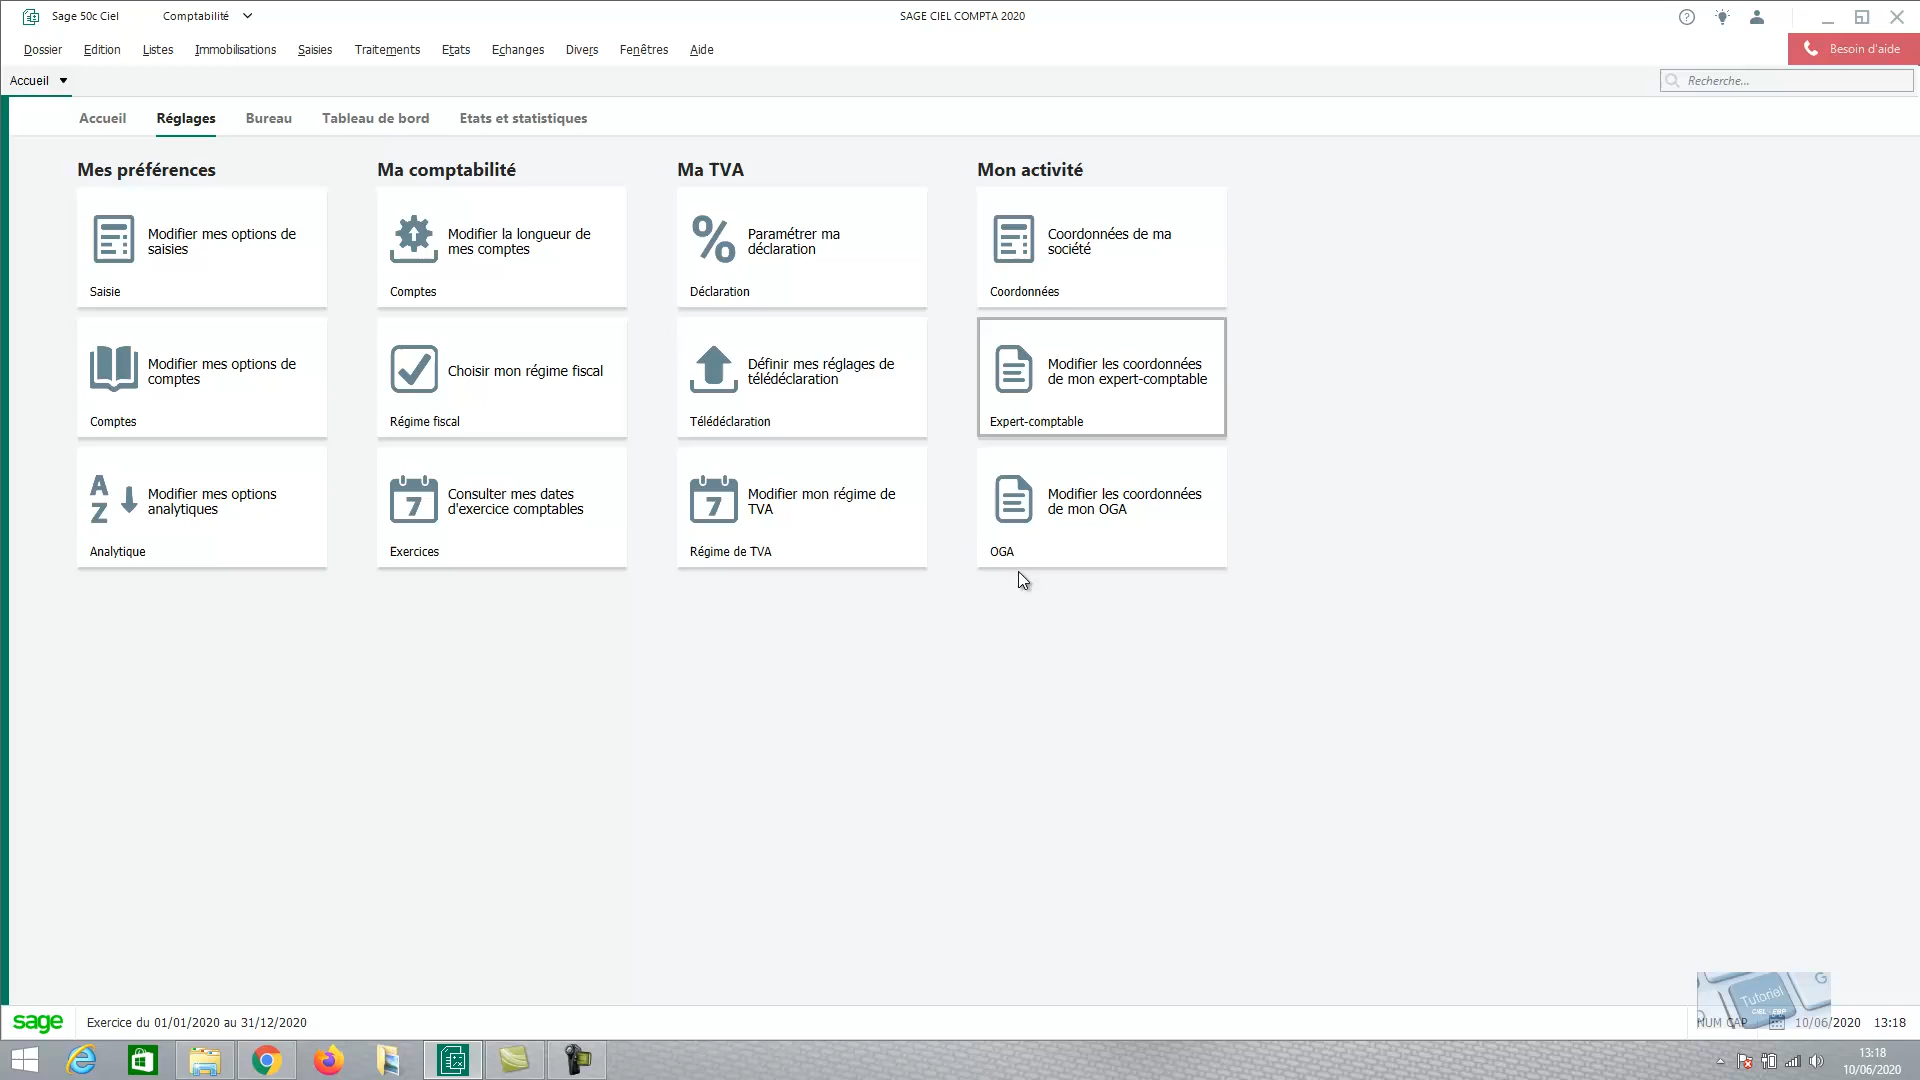 Sage 50c Ciel
Comptabilité
SAGE CIEL COMPTA 2020
Dossier Edition Listes Immobilisations Saisies Traitements Etats Echanges Divers Fenêtres Aide
Besoin d'aide
Accueil
Recherche...
Accueil Réglages Bureau Tableau de bord Etats et statistiques
Mes préférences
Modifier mes options de
saisies
Saisie
Modifier mes options de
comptes
Comptes
A
Z
Modifier mes options
analytiques
Analytique
Ma comptabilité
Modifier la longueur de
mes comptes
Comptes
Choisir mon régime fiscal
Régime fiscal
7
Consulter mes dates
d'exercice comptables
Exercices
Ma TVA
%
Paramétrer ma
déclaration
Déclaration
Définir mes réglages de
télédéclaration
Télédéclaration
7
Modifier mon régime de
TVA
Régime de TVA
Mon activité
Coordonnées de ma
société
Coordonnées
Modifier les coordonnées
de mon expert-comptable
Expert-comptable
Modifier les coordonnées
de mon OGA
OGA
G
Tutoriel
CIEL - EBP
sage
Exercice du 01/01/2020 au 31/12/2020
NUM CAP
10/06/2020 13:18
13:18
10/06/2020